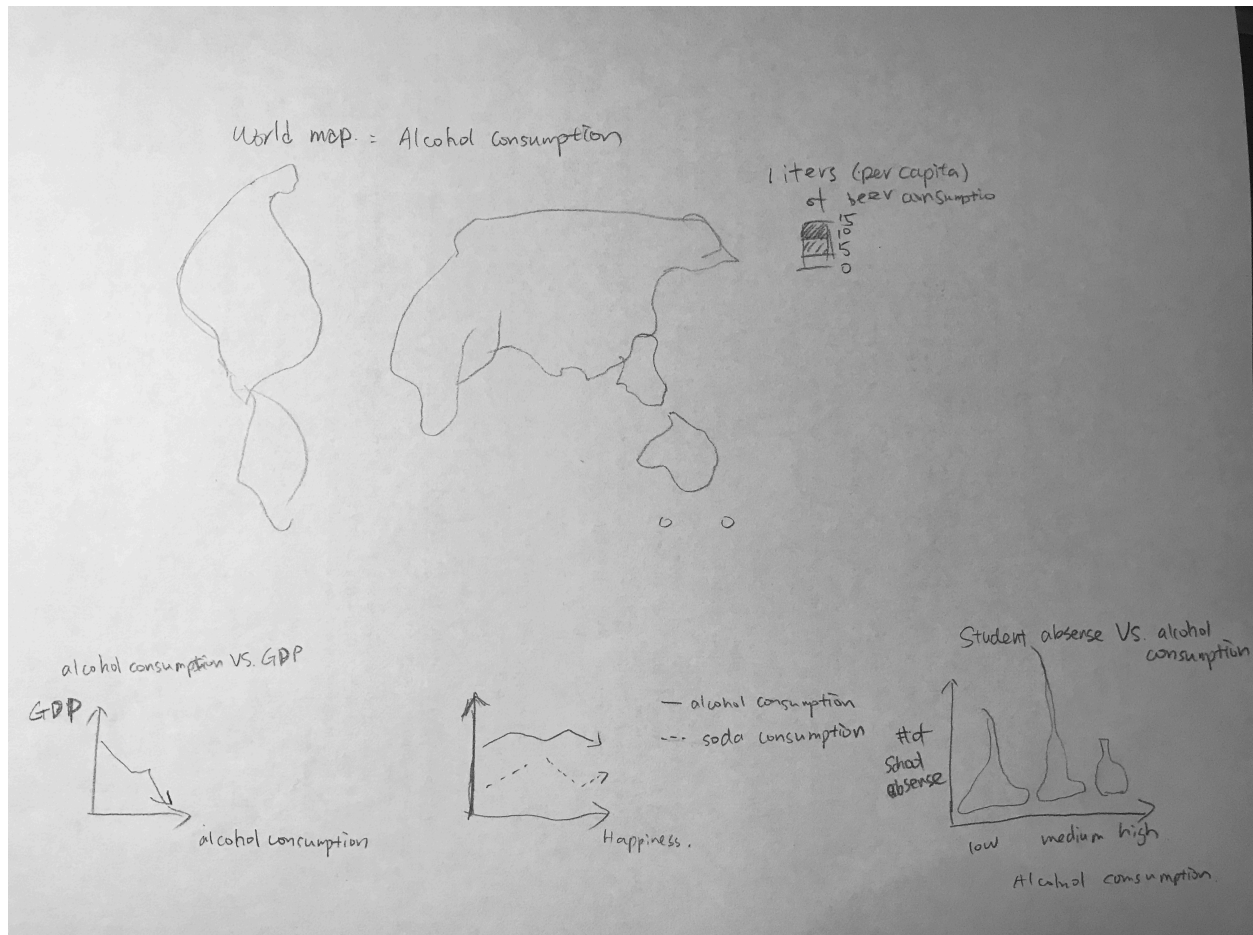 World map. = Alcohol consumption
Liters (per capita)
of beer consumptio
15
10
5
0
alcohol consumption VS. GDP
GDP
alcohol consumption
— alcohol consumption
--- soda consumption
Happiness.
Student absense VS. alcohol
consumption
# of
School
absense
low medium high
Alcohol consumption